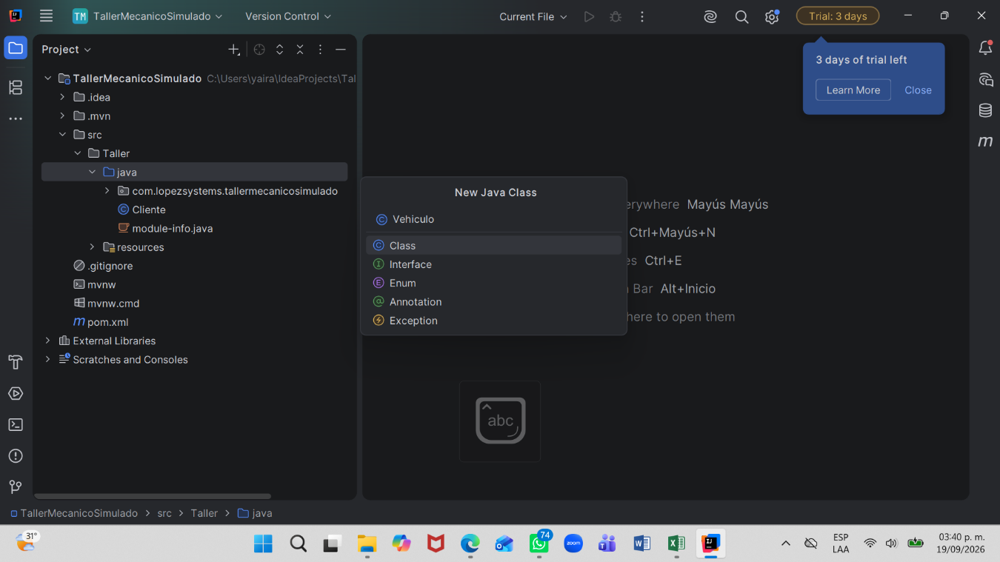 TM TallerMecanicoSimulado Version Control Current File Trial: 3 days
Project
TallerMecanicoSimulado C:\Users\yaira\IdeaProjects\Tal
.idea
.mvn
src
Taller
java
com.lopezsystems.tallermecanicosimulado
Cliente
module-info.java
resources
.gitignore
mvnw
mvnw.cmd
pom.xml
External Libraries
Scratches and Consoles
3 days of trial left
Learn More Close
New Java Class
Vehiculo
Class
Interface
Enum
Annotation
Exception
erywhere Mayús Mayús
Ctrl+Mayús+N
es Ctrl+E
Bar Alt+Inicio
here to open them
abc
TallerMecanicoSimulado > src > Taller > java
31°
74
zoom
ESP
LAA
03:40 p. m.
19/09/2026